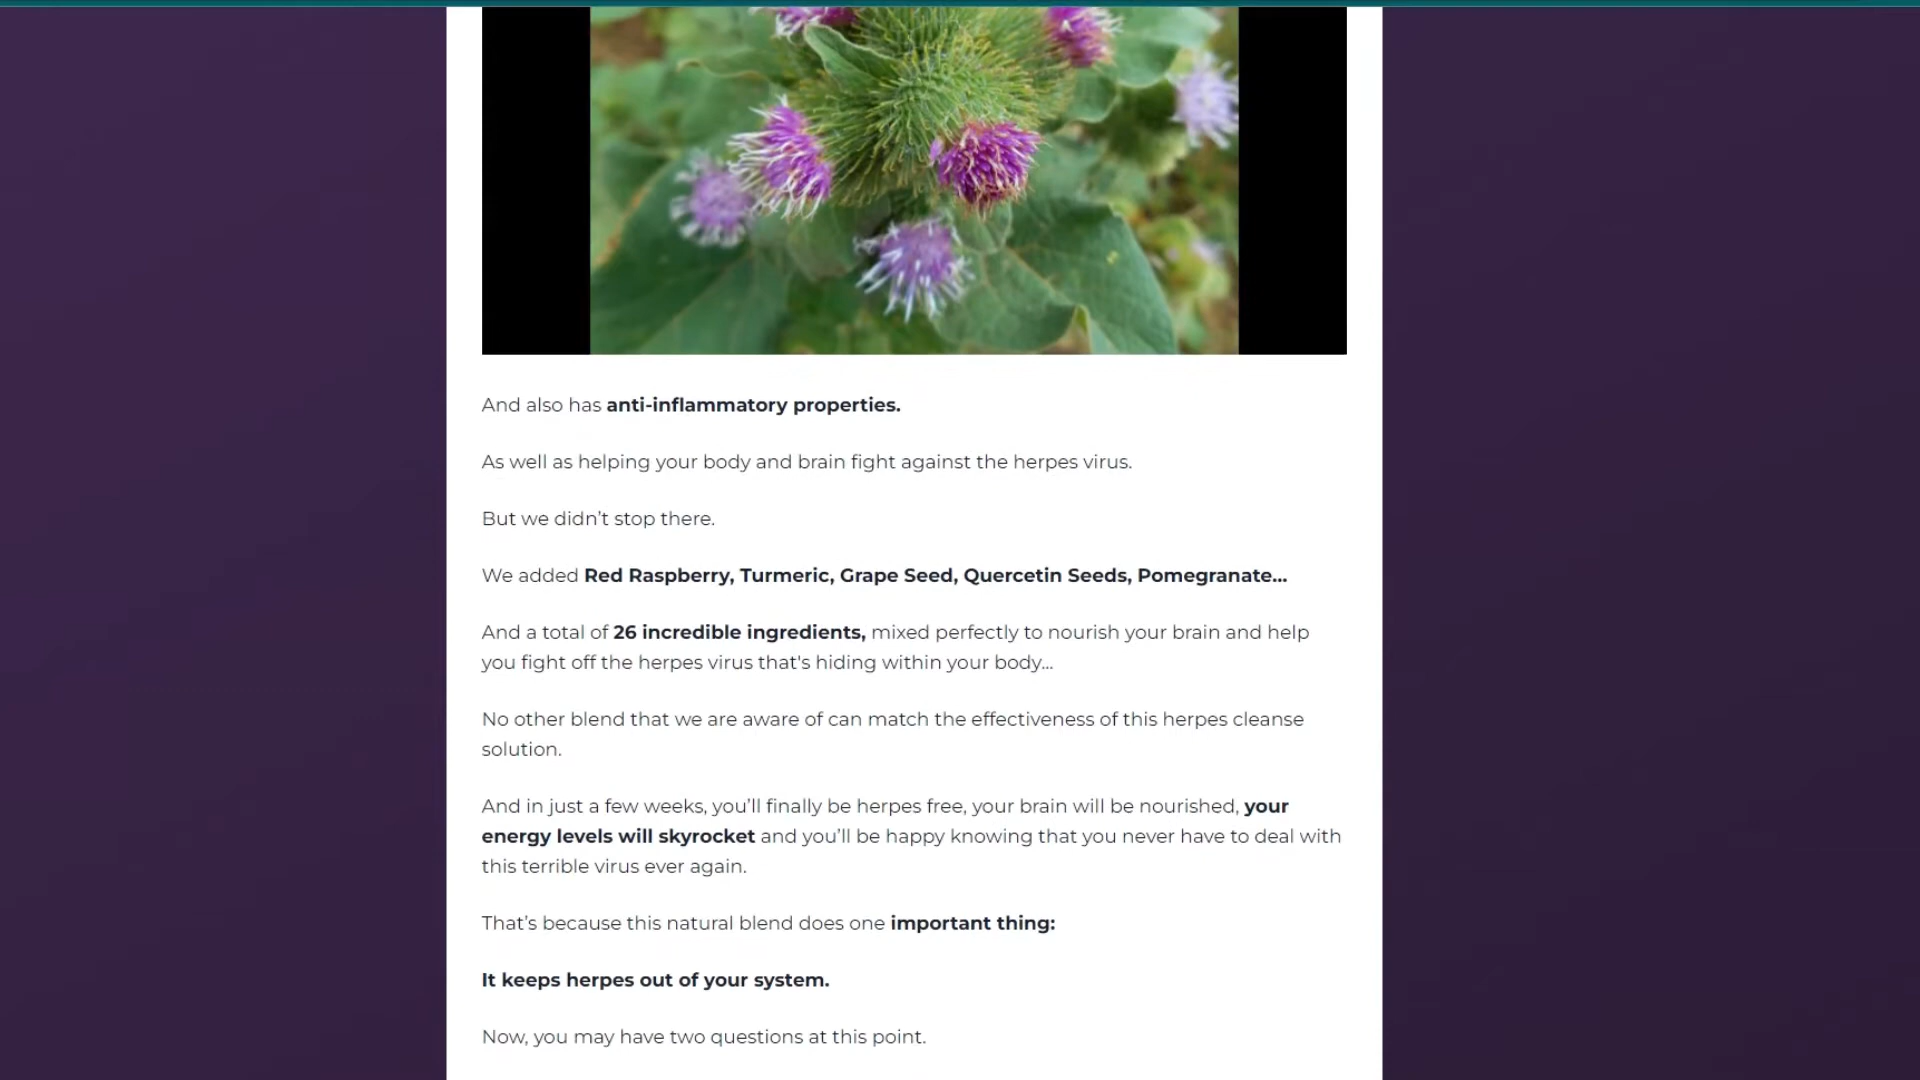 And also has anti-inflammatory properties.
As well as helping your body and brain fight against the herpes virus.
But we didn’t stop there.
We added Red Raspberry, Turmeric, Grape Seed, Quercetin Seeds, Pomegranate...
And a total of 26 incredible ingredients, mixed perfectly to nourish your brain and help
you fight off the herpes virus that's hiding within your body...
No other blend that we are aware of can match the effectiveness of this herpes cleanse
solution.
And in just a few weeks, you’ll finally be herpes free, your brain will be nourished, your
energy levels will skyrocket and you’ll be happy knowing that you never have to deal with
this terrible virus ever again.
That’s because this natural blend does one important thing:
It keeps herpes out of your system.
Now, you may have two questions at this point.